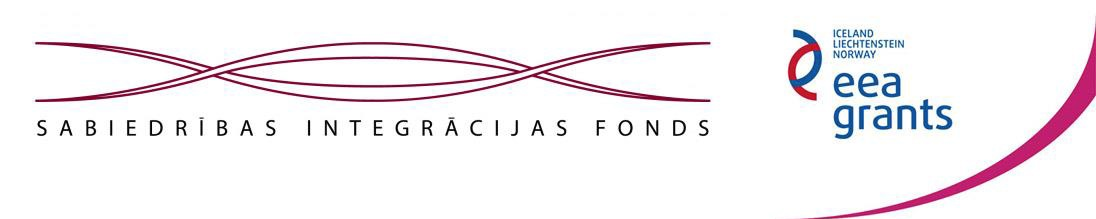 SABIEDRĪBAS INTEGRĀCIJAS FONDS
ICELAND
LIECHTENSTEIN
NORWAY
eea
grants